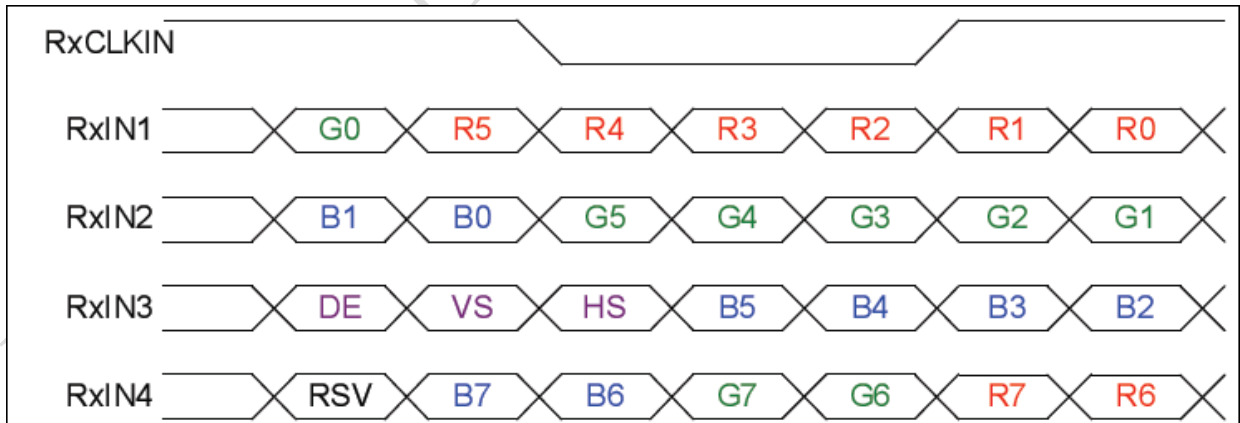 RxCLKIN
RxIN1 G0 R5 R4 R3 R2 R1 R0
RxIN2 B1 B0 G5 G4 G3 G2 G1
RxIN3 DE VS HS B5 B4 B3 B2
RxIN4 RSV B7 B6 G7 G6 R7 R6